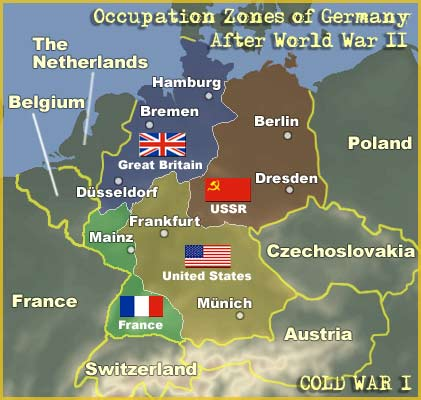 Occupation Zones of Germany
After World War II
The
Netherlands
Hamburg
Belgium
Bremen
Berlin
Poland
Great Britain
Düsseldorf
Dresden
USSR
Frankfurt
Mainz
Czechoslovakia
United States
France
Münich
France
Austria
Switzerland
COLD WAR I